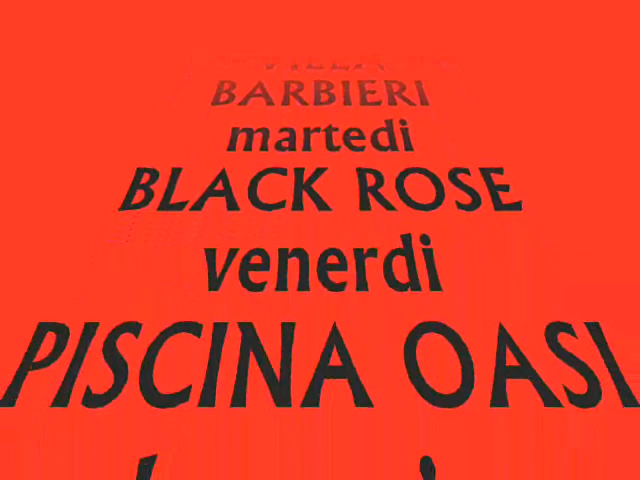 BARBIERI
martedi
BLACK ROSE
venerdi
PISCINA OASI